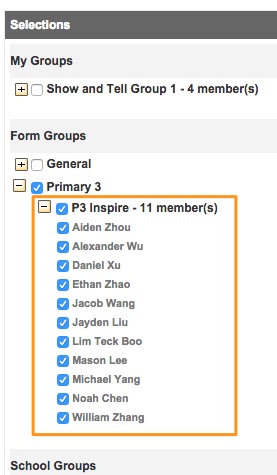 Selections
My Groups
Show and Tell Group 1 - 4 member(s)
Form Groups
General
Primary 3
P3 Inspire - 11 member(s)
Aiden Zhou
Alexander Wu
Daniel Xu
Ethan Zhao
Jacob Wang
Jayden Liu
Lim Teck Boo
Mason Lee
Michael Yang
Noah Chen
William Zhang
School Groups